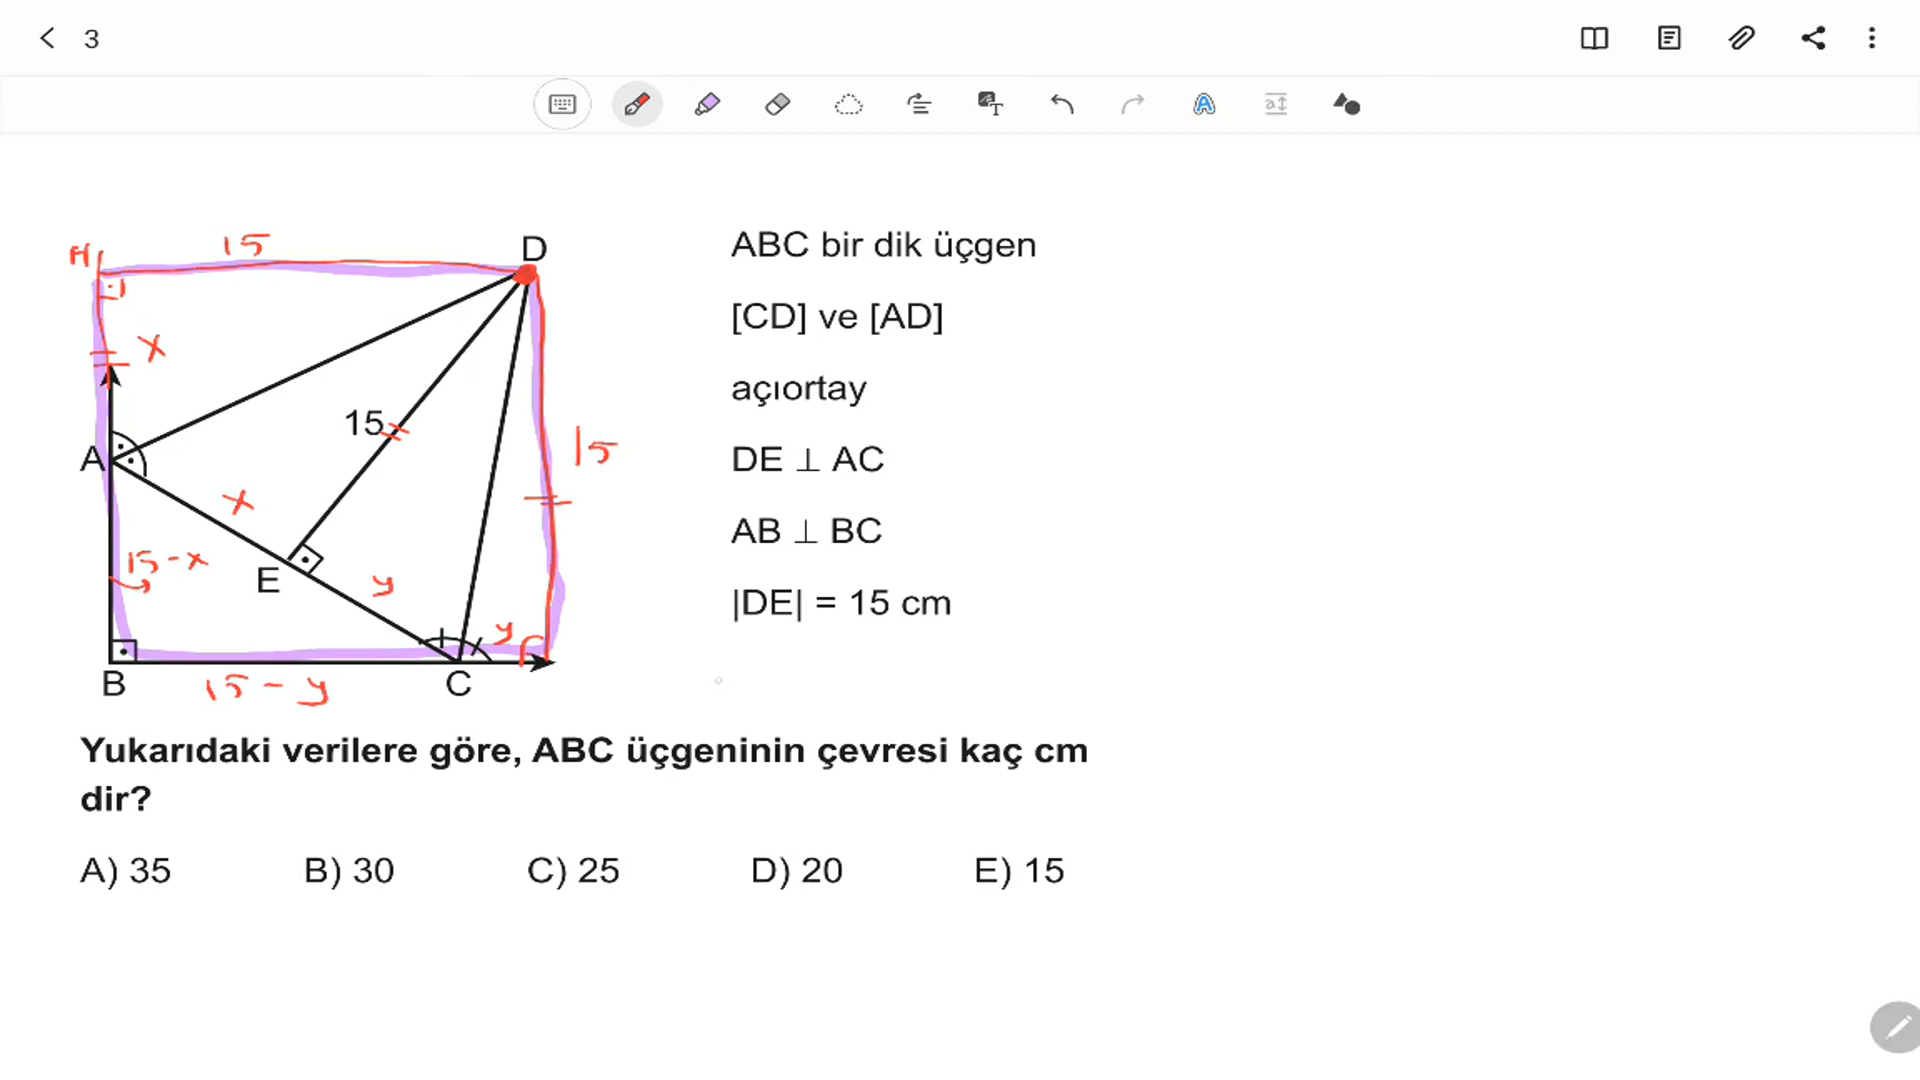 3
H 15 D
ABC bir dik üçgen
[CD] ve [AD]
x
açıortay
15
15
A
DE ⊥ AC
x
AB ⊥ BC
15-x
E
y
|DE| = 15 cm
y
B
15-y
C
Yukarıdaki verilere göre, ABC üçgeninin çevresi kaç cm
dir?
A) 35 B) 30 C) 25 D) 20 E) 15